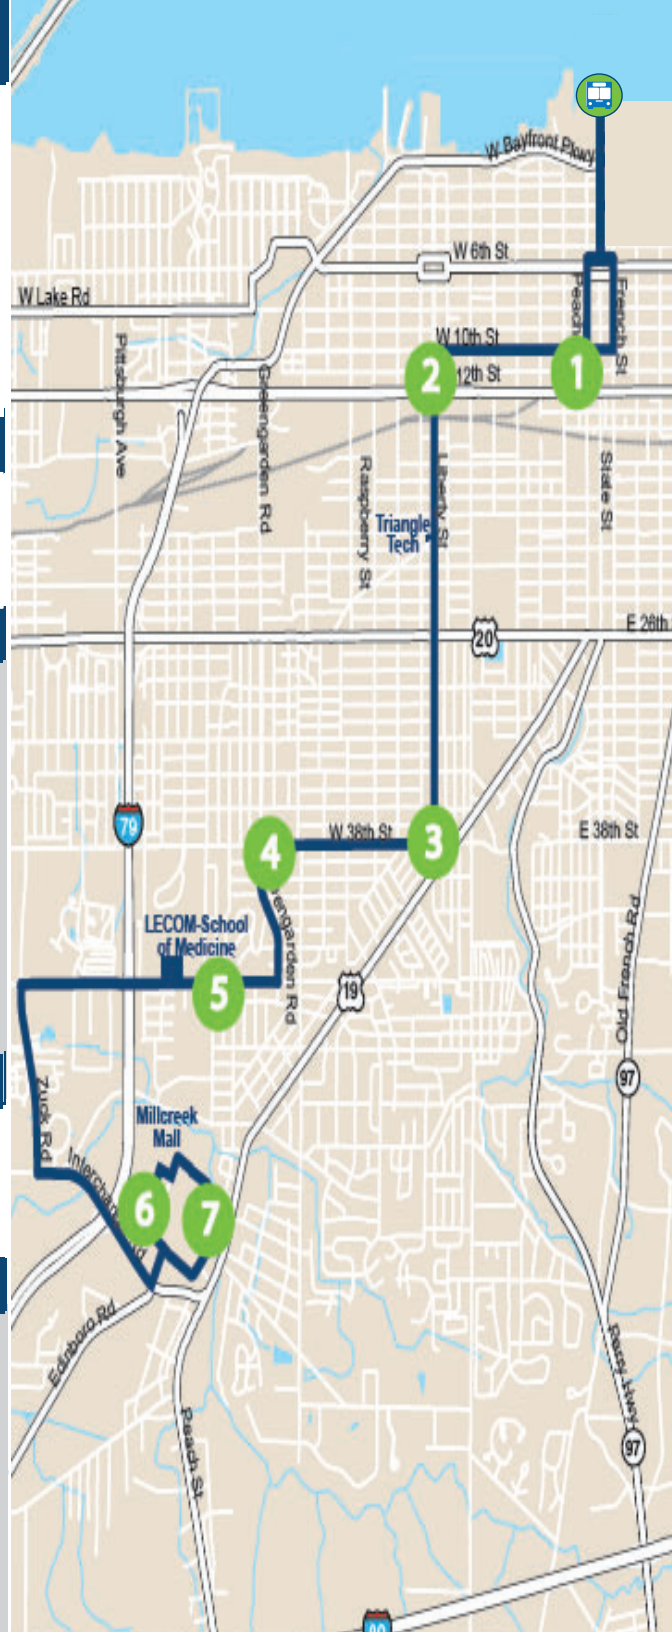 W Bayfront Pkwy
W 6th St
W Lake Rd
Peach
French St
W 10th St
1
2
12th St
Pittsburgh Ave
Greengarden Rd
Raspberry St
Liberty St
State St
Triangle
Tech
20
E 26th
79
W 38th St
3
4
E 38th St
LECOM-School
of Medicine
engarden Rd
5
19
Old French Rd
97
Zuck Rd
Millcreek
Mall
6
7
Edinboro Rd
Peach St
97